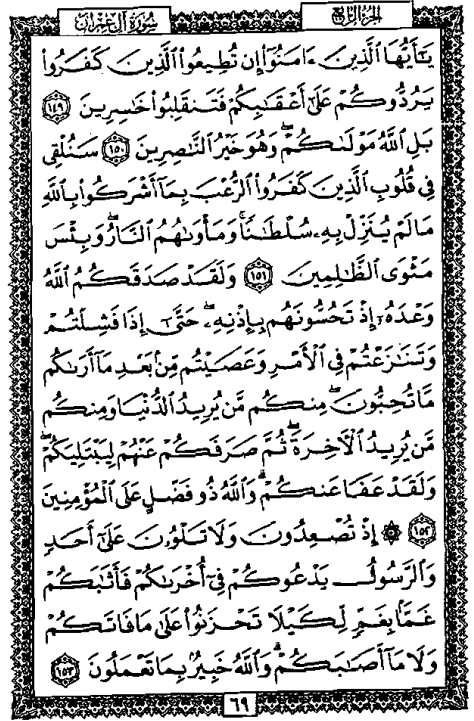 الجزء الرابع
سورة آل عمران
يَٰٓأَيُّهَا ٱلَّذِينَ ءَامَنُوٓا۟ إِن تُطِيعُوا۟ ٱلَّذِينَ كَفَرُوا۟
يَرُدُّوكُمْ عَلَىٰٓ أَعْقَٰبِكُمْ فَتَنقَلِبُوا۟ خَٰسِرِينَ ١٤٩
بَلِ ٱللَّهُ مَوْلَىٰكُمْ ۖ وَهُوَ خَيْرُ ٱلنَّٰصِرِينَ ١٥٠ سَنُلْقِى
فِى قُلُوبِ ٱلَّذِينَ كَفَرُوا۟ ٱلرُّعْبَ بِمَآ أَشْرَكُوا۟ بِٱللَّهِ
مَا لَمْ يُنَزِّلْ بِهِۦ سُلْطَٰنًا ۖ وَمَأْوَىٰهُمُ ٱلنَّارُ ۚ وَبِئْسَ
مَثْوَى ٱلظَّٰلِمِينَ ١٥١ وَلَقَدْ صَدَقَكُمُ ٱللَّهُ
وَعْدَهُۥٓ إِذْ تَحُسُّونَهُم بِإِذْنِهِۦ ۖ حَتَّىٰٓ إِذَا فَشِلْتُمْ
وَتَنَٰزَعْتُمْ فِى ٱلْأَمْرِ وَعَصَيْتُم مِّنۢ بَعْدِ مَآ أَرَىٰكُم
مَّا تُحِبُّونَ ۚ مِنكُم مَّن يُرِيدُ ٱلدُّنْيَا وَمِنكُم
مَّن يُرِيدُ ٱلْءَاخِرَةَ ۚ ثُمَّ صَرَفَكُمْ عَنْهُمْ لِيَبْتَلِيَكُمْ ۖ
وَلَقَدْ عَفَا عَنكُمْ ۗ وَٱللَّهُ ذُو فَضْلٍ عَلَى ٱلْمُؤْمِنِينَ
١٥٢ ۞ إِذْ تُصْعِدُونَ وَلَا تَلْوُۥنَ عَلَىٰٓ أَحَدٍ
وَٱلرَّسُولُ يَدْعُوكُمْ فِىٓ أُخْرَىٰكُمْ فَأَثَٰبَكُمْ
غَمًّۢا بِغَمٍّ لِّكَيْلَا تَحْزَنُوا۟ عَلَىٰ مَا فَاتَكُمْ
وَلَا مَآ أَصَٰبَكُمْ ۗ وَٱللَّهُ خَبِيرٌۢ بِمَا تَعْمَلُونَ ١٥٣
٦٩